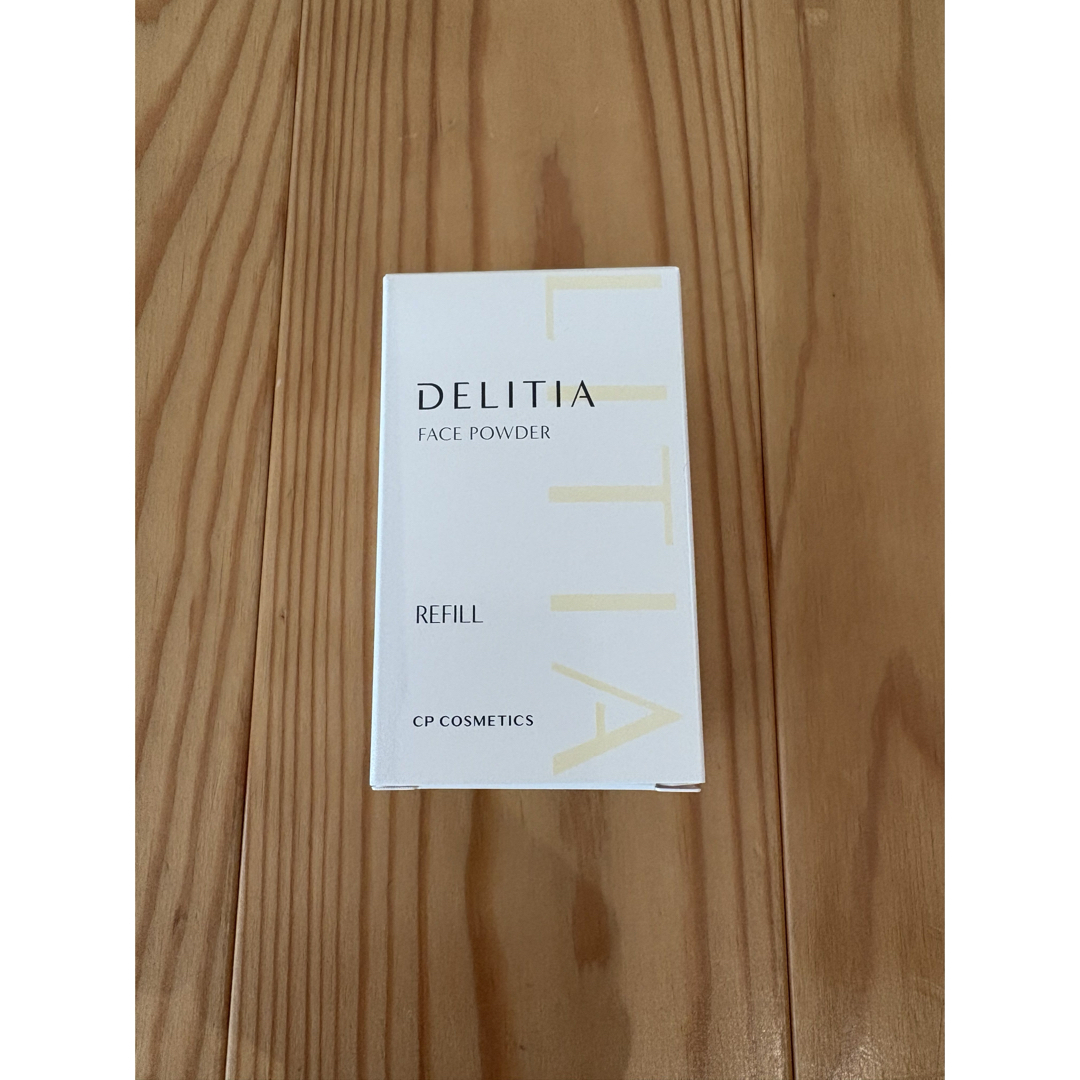 DELITIA
FACE POWDER
REFILL
CP COSMETICS
LITIA